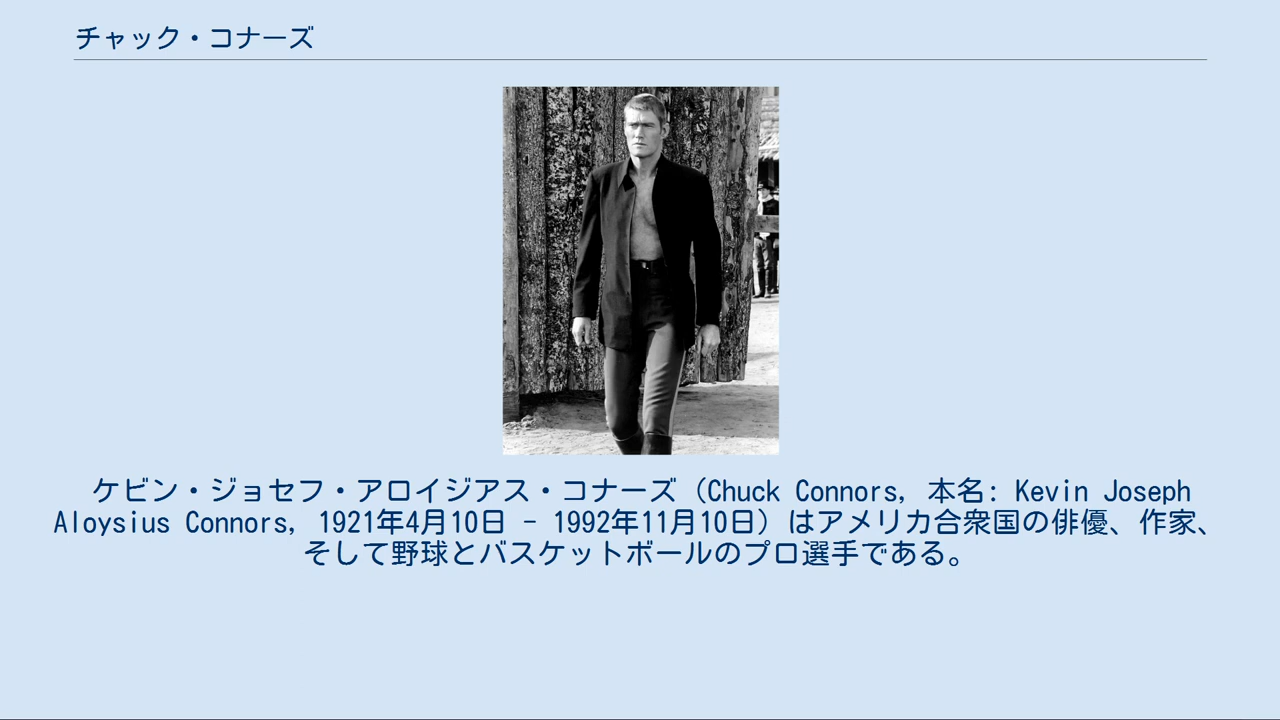 チャック・コナーズ
ケビン・ジョセフ・アロイジアス・コナーズ（Chuck Connors, 本名: Kevin Joseph
Aloysius Connors, 1921年4月10日 - 1992年11月10日）はアメリカ合衆国の俳優、作家、
そして野球とバスケットボールのプロ選手である。